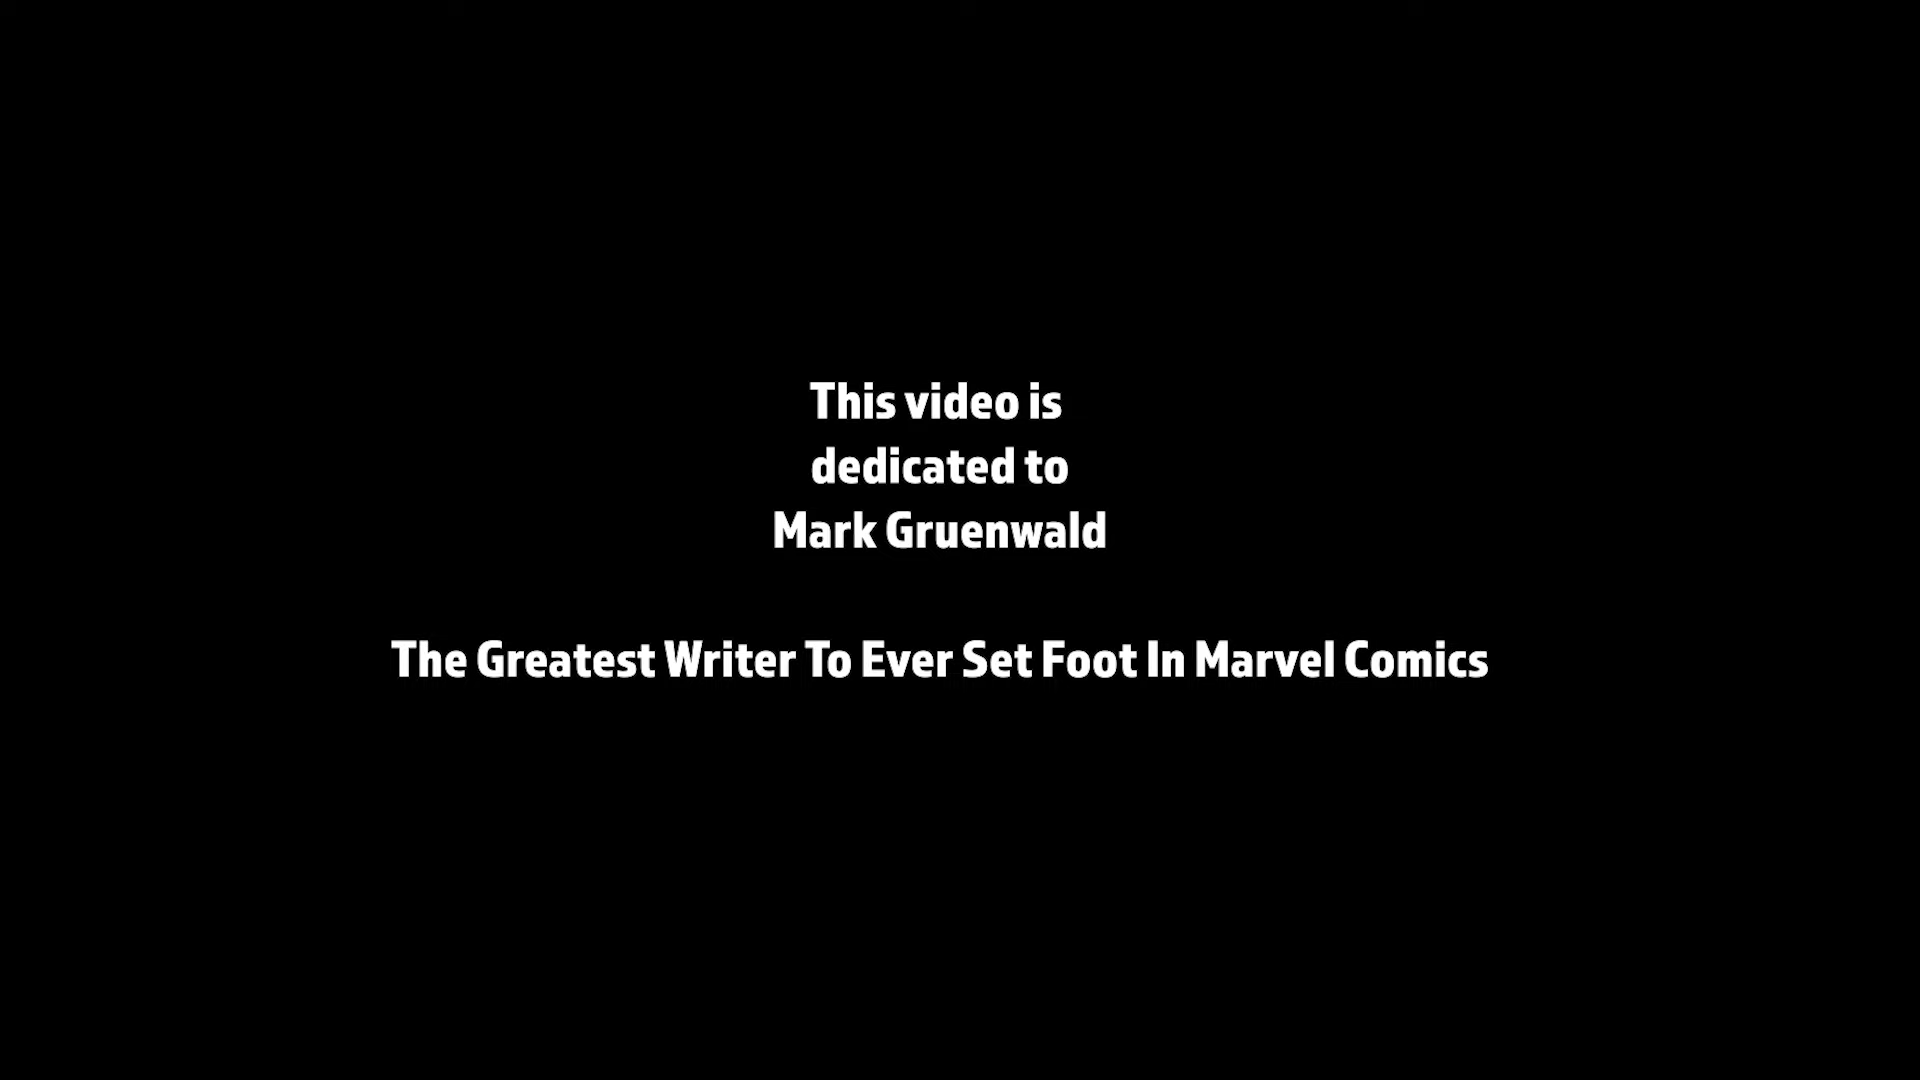 This video is
dedicated to
Mark Gruenwald
The Greatest Writer To Ever Set Foot In Marvel Comics